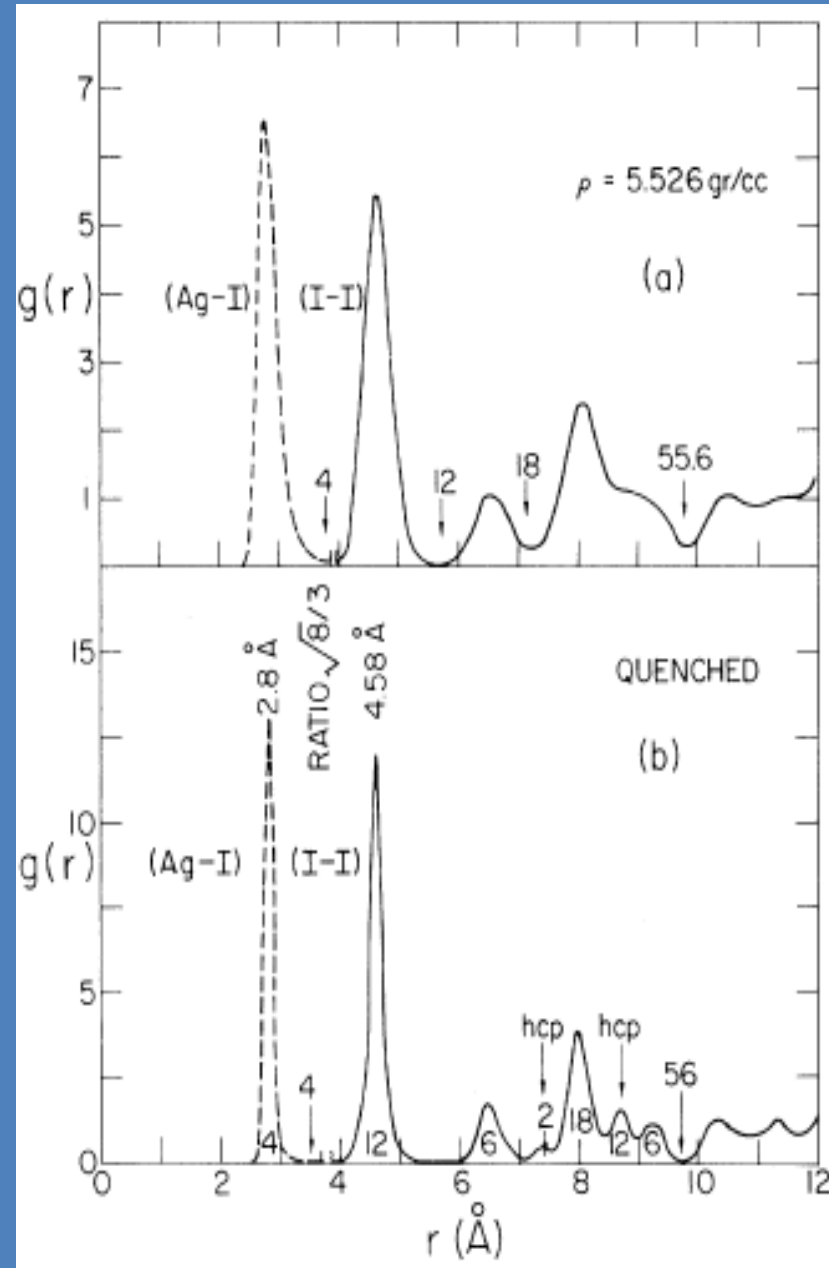 7
5
3
1
g(r)
(Ag-I)
(I-I)
ρ = 5.526 gr/cc
(a)
4
12
18
55.6
15
10
5
0
g(r)
2.8 Å
RATIO √8/3
4.58 Å
QUENCHED
(b)
(Ag-I)
(I-I)
hcp
hcp
4
2
56
4
12
6
18
12
6
0
2
4
6
8
10
12
r (Å)